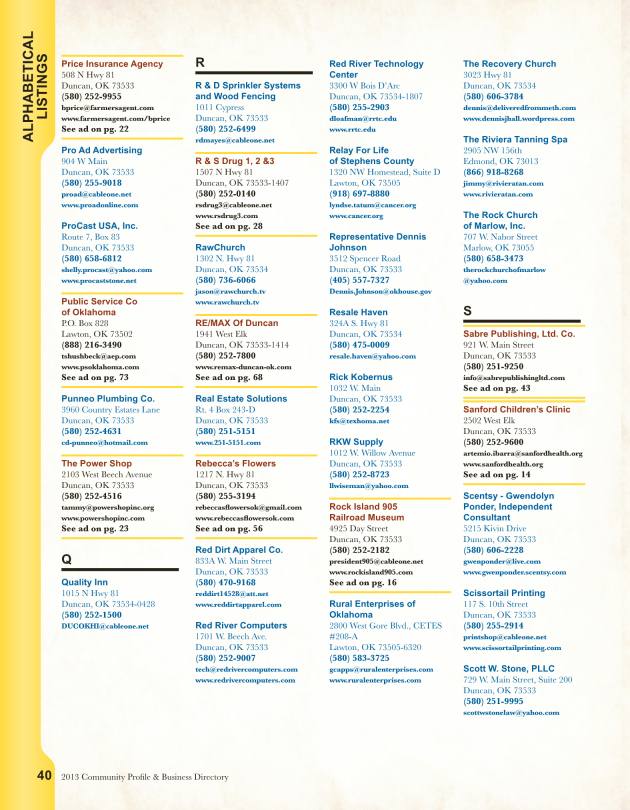 ALPHABETICAL
LISTINGS
Price Insurance Agency
508 N Hwy 81
Duncan, OK 73533
(580) 252-9955
bprice@farmersagent.com
www.farmersagent.com/bprice
See ad on pg. 22
Pro Ad Advertising
904 W Main
Duncan, OK 73533
(580) 255-9018
proad@cableone.net
www.proadonline.com
ProCast USA, Inc.
Route 7, Box 83
Duncan, OK 73533
(580) 658-6812
shelly.procast@yahoo.com
www.procaststone.net
Public Service Co
of Oklahoma
P.O. Box 828
Lawton, OK 73502
(888) 216-3490
tshushbeck@aep.com
www.psoklahoma.com
See ad on pg. 73
Punneo Plumbing Co.
3960 Country Estates Lane
Duncan, OK 73533
(580) 252-4631
cd-punneo@hotmail.com
The Power Shop
2103 West Beech Avenue
Duncan, OK 73533
(580) 252-4516
tammy@powershopinc.org
www.powershopinc.com
See ad on pg. 23
Q
Quality Inn
1015 N Hwy 81
Duncan, OK 73534-0428
(580) 252-1500
DUCOKHI@cableone.net
R
R & D Sprinkler Systems
and Wood Fencing
1011 Cypress
Duncan, OK 73533
(580) 252-6499
rdmayes@cableone.net
R & S Drug 1, 2 &3
1507 N Hwy 81
Duncan, OK 73533-1407
(580) 252-0140
rsdrug3@cableone.net
www.rsdrug3.com
See ad on pg. 28
RawChurch
1302 N. Hwy 81
Duncan, OK 73534
(580) 736-6066
jason@rawchurch.tv
www.rawchurch.tv
RE/MAX Of Duncan
1941 West Elk
Duncan, OK 73533-1414
(580) 252-7800
www.remax-duncan-ok.com
See ad on pg. 68
Real Estate Solutions
Rt. 4 Box 243-D
Duncan, OK 73533
(580) 251-5151
www.251-5151.com
Rebecca's Flowers
1217 N. Hwy 81
Duncan, OK 73533
(580) 255-3194
rebeccasflowersok@gmail.com
www.rebeccasflowersok.com
See ad on pg. 56
Red Dirt Apparel Co.
833A W. Main Street
Duncan, OK 73533
(580) 470-9168
reddirt14528@att.net
www.reddirtapparel.com
Red River Computers
1701 W. Beech Ave.
Duncan, OK 73533
(580) 252-9007
tech@redrivercomputers.com
www.redrivercomputers.com
Red River Technology
Center
3300 W Bois D'Arc
Duncan, OK 73534-1807
(580) 255-2903
dloafman@rrtc.edu
www.rrtc.edu
Relay For Life
of Stephens County
1320 NW Homestead, Suite D
Lawton, OK 73505
(918) 697-8880
lyndse.tatum@cancer.org
www.cancer.org
Representative Dennis
Johnson
3512 Spencer Road
Duncan, OK 73533
(405) 557-7327
Dennis.Johnson@okhouse.gov
Resale Haven
324A S. Hwy 81
Duncan, OK 73534
(580) 475-0009
resale.haven@yahoo.com
Rick Kobernus
1032 W. Main
Duncan, OK 73533
(580) 252-2254
kfs@texhoma.net
RKW Supply
1012 W. Willow Avenue
Duncan, OK 73533
(580) 252-8723
llwiseman@yahoo.com
Rock Island 905
Railroad Museum
4925 Day Street
Duncan, OK 73533
(580) 252-2182
president905@cableone.net
www.rockisland905.com
See ad on pg. 16
Rural Enterprises of
Oklahoma
2800 West Gore Blvd., CETES
#208-A
Lawton, OK 73505-6320
(580) 583-3725
gcapps@ruralenterprises.com
www.ruralenterprises.com
The Recovery Church
3023 Hwy 81
Duncan, OK 73534
(580) 606-3784
dennis@deliveredfrommeth.com
www.dennisjhall.wordpress.com
The Riviera Tanning Spa
2905 NW 156th
Edmond, OK 73013
(866) 918-8268
jimmy@rivieratan.com
www.rivieratan.com
The Rock Church
of Marlow, Inc.
707 W. Nabor Street
Marlow, OK 73055
(580) 658-3473
therockchurchofmarlow
@yahoo.com
S
Sabre Publishing, Ltd. Co.
921 W. Main Street
Duncan, OK 73533
(580) 251-9250
info@sabrepublishingltd.com
See ad on pg. 43
Sanford Children's Clinic
2502 West Elk
Duncan, OK 73533
(580) 252-9600
artemio.ibarra@sanfordhealth.org
www.sanfordhealth.org
See ad on pg. 14
Scentsy - Gwendolyn
Ponder, Independent
Consultant
5215 Kivin Drive
Duncan, OK 73533
(580) 606-2228
gwenponder@live.com
www.gwenponder.scentsy.com
Scissortail Printing
117 S. 10th Street
Duncan, OK 73533
(580) 255-2914
printshop@cableone.net
www.scissortailprinting.com
Scott W. Stone, PLLC
729 W. Main Street, Suite 200
Duncan, OK 73533
(580) 251-9995
scottwstonelaw@yahoo.com
40 2013 Community Profile & Business Directory